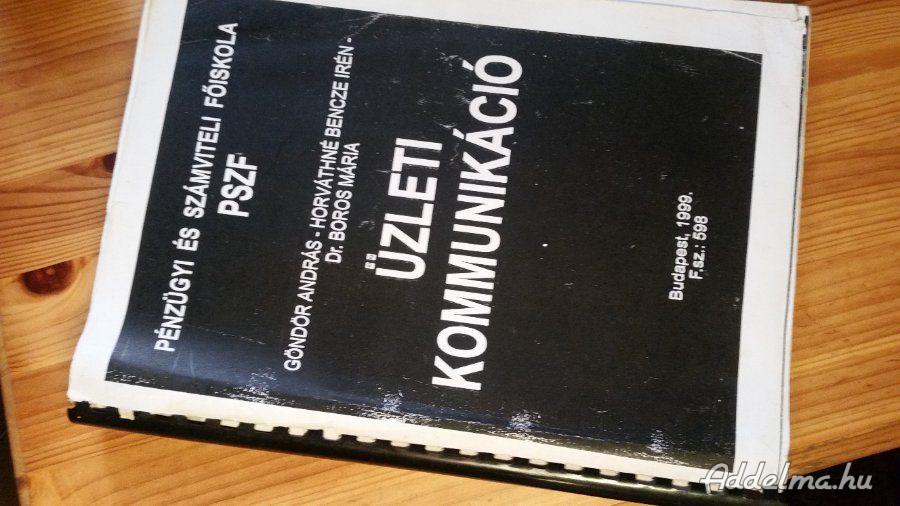 PÉNZÜGYI ÉS SZÁMVITELI FŐISKOLA
PSZF
GÖNDÖR ANDRÁS - HORVÁTHNÉ BENCZE IRÉN -
Dr. BOROS MÁRIA
ÜZLETI
KOMMUNIKÁCIÓ
Budapest, 1999.
F.sz.: 598
Addelma.hu